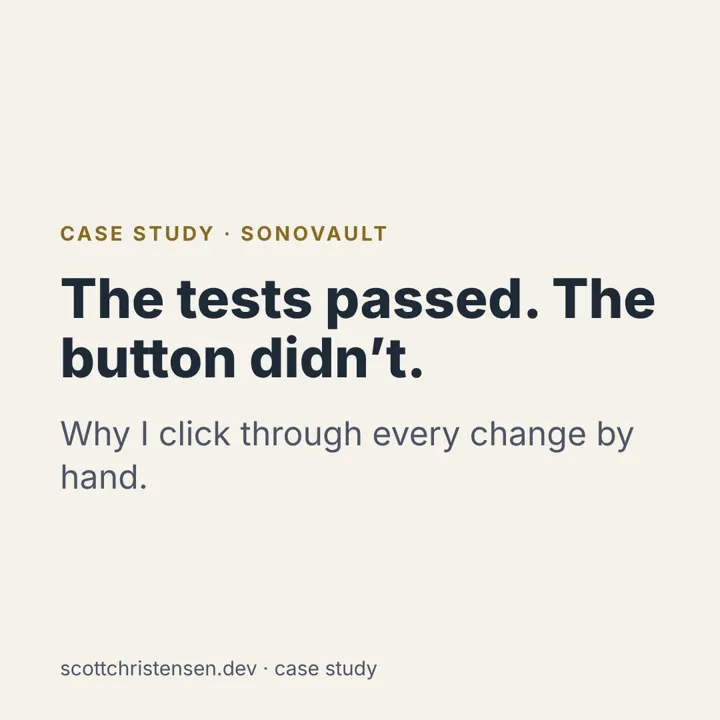 CASE STUDY · SONOVAULT
The tests passed. The
button didn’t.
Why I click through every change by
hand.
scottchristensen.dev · case study